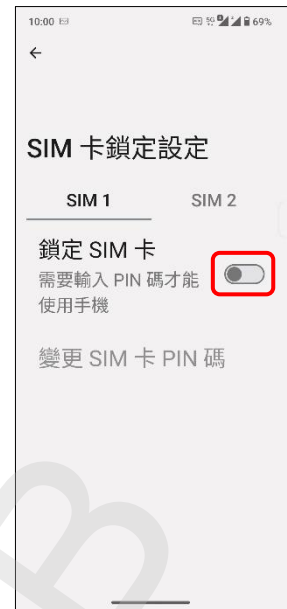 10:00 5G 69%
SIM 卡鎖定設定
SIM 1 SIM 2
鎖定 SIM 卡
需要輸入 PIN 碼才能
使用手機
變更 SIM 卡 PIN 碼